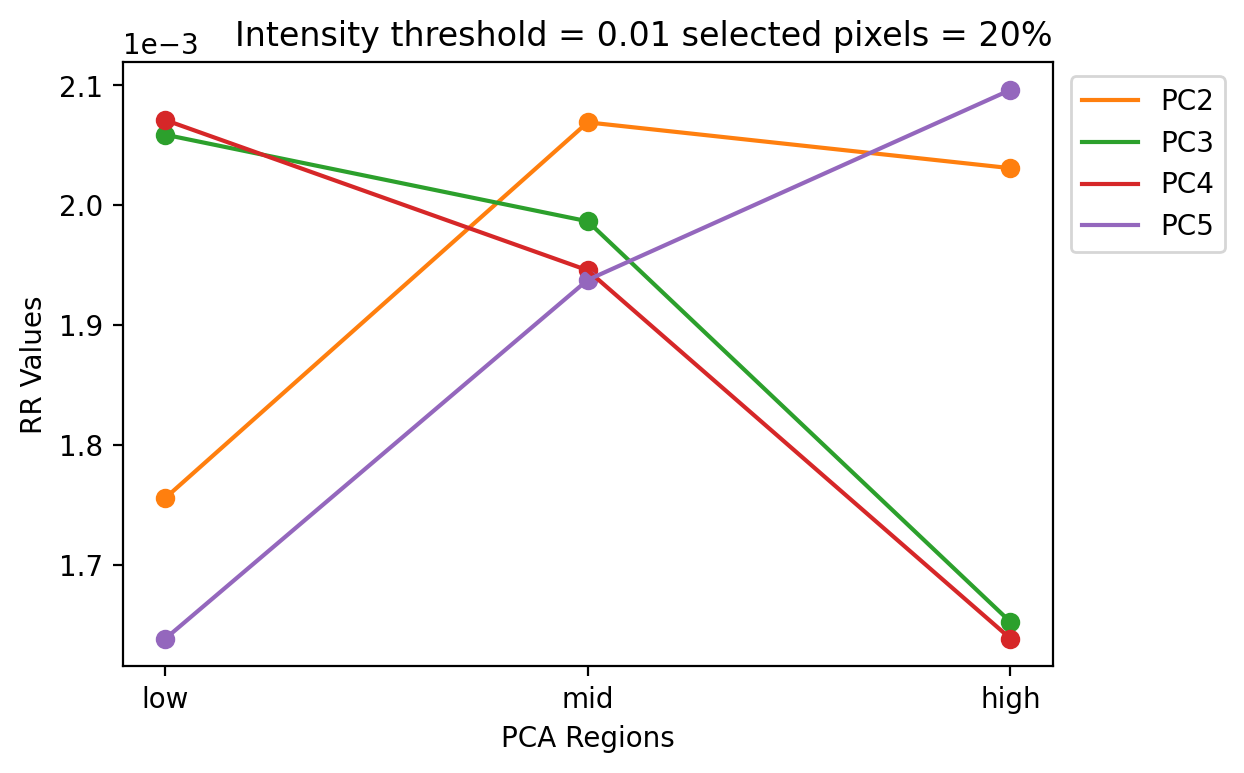 1e−3
Intensity threshold = 0.01 selected pixels = 20%
2.1
2.0
1.9
1.8
1.7
RR Values
low
mid
high
PCA Regions
PC2
PC3
PC4
PC5